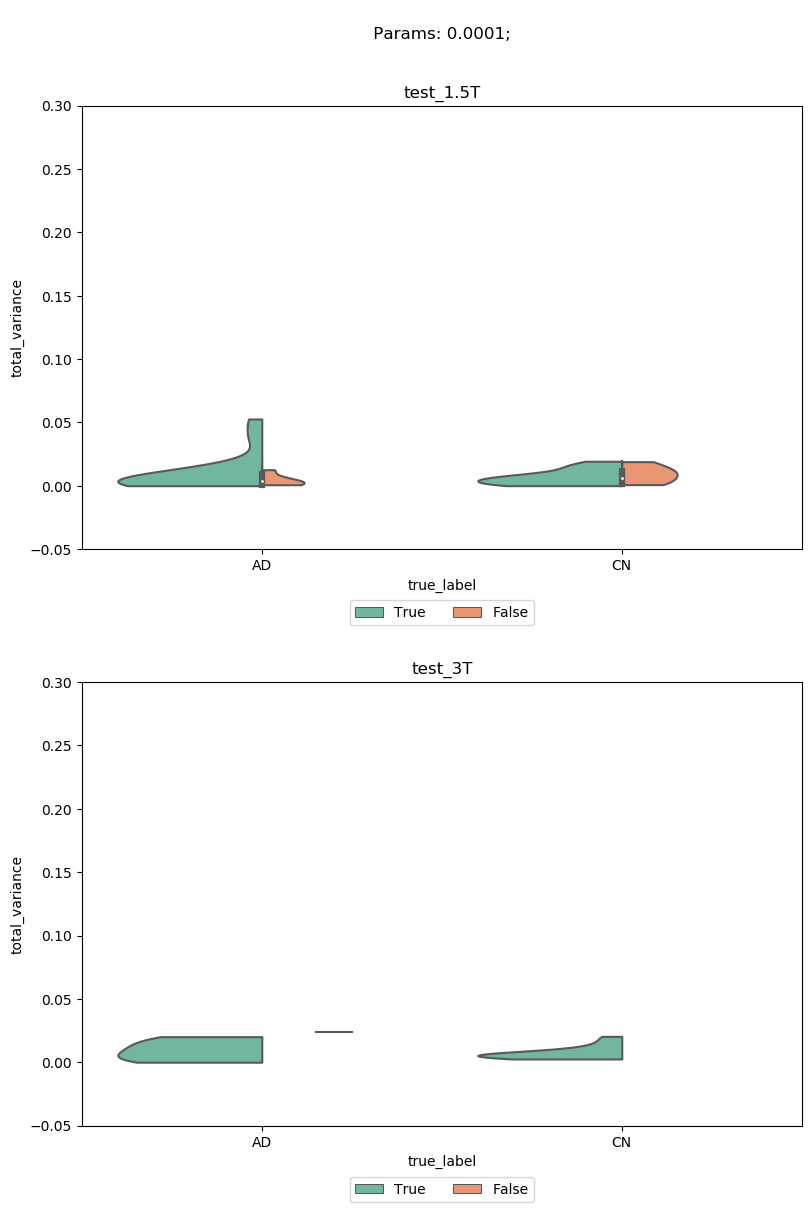 Params: 0.0001;
test_1.5T
0.30
0.25
0.20
0.15
0.10
0.05
0.00
−0.05
total_variance
AD CN
true_label
True False
test_3T
0.30
0.25
0.20
0.15
0.10
0.05
0.00
−0.05
total_variance
AD CN
true_label
True False